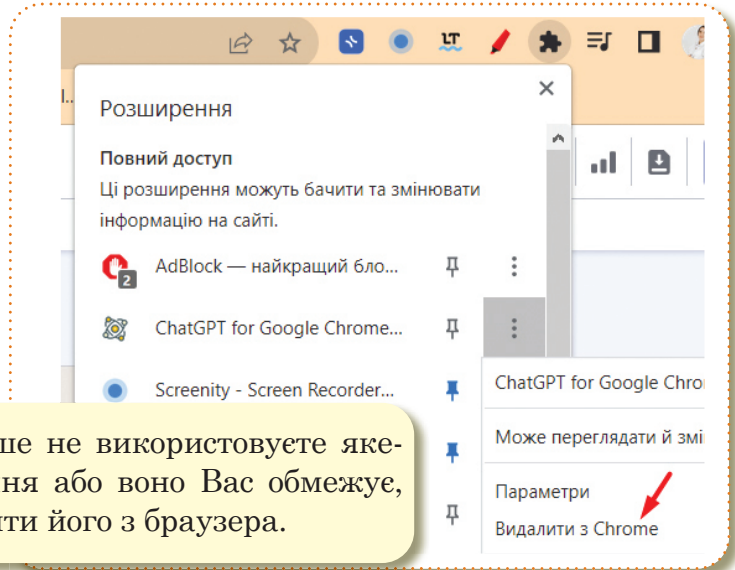 LT
Розширення
Повний доступ
Ці розширення можуть бачити та змінювати
інформацію на сайті.
2
AdBlock — найкращий бло...
ChatGPT for Google Chrome...
Screenity - Screen Recorder...
ChatGPT for Google
Може переглядати й
Параметри
Видалити з Chrome
не використовуєте яке-
або воно Вас обмежує,
його з браузера.